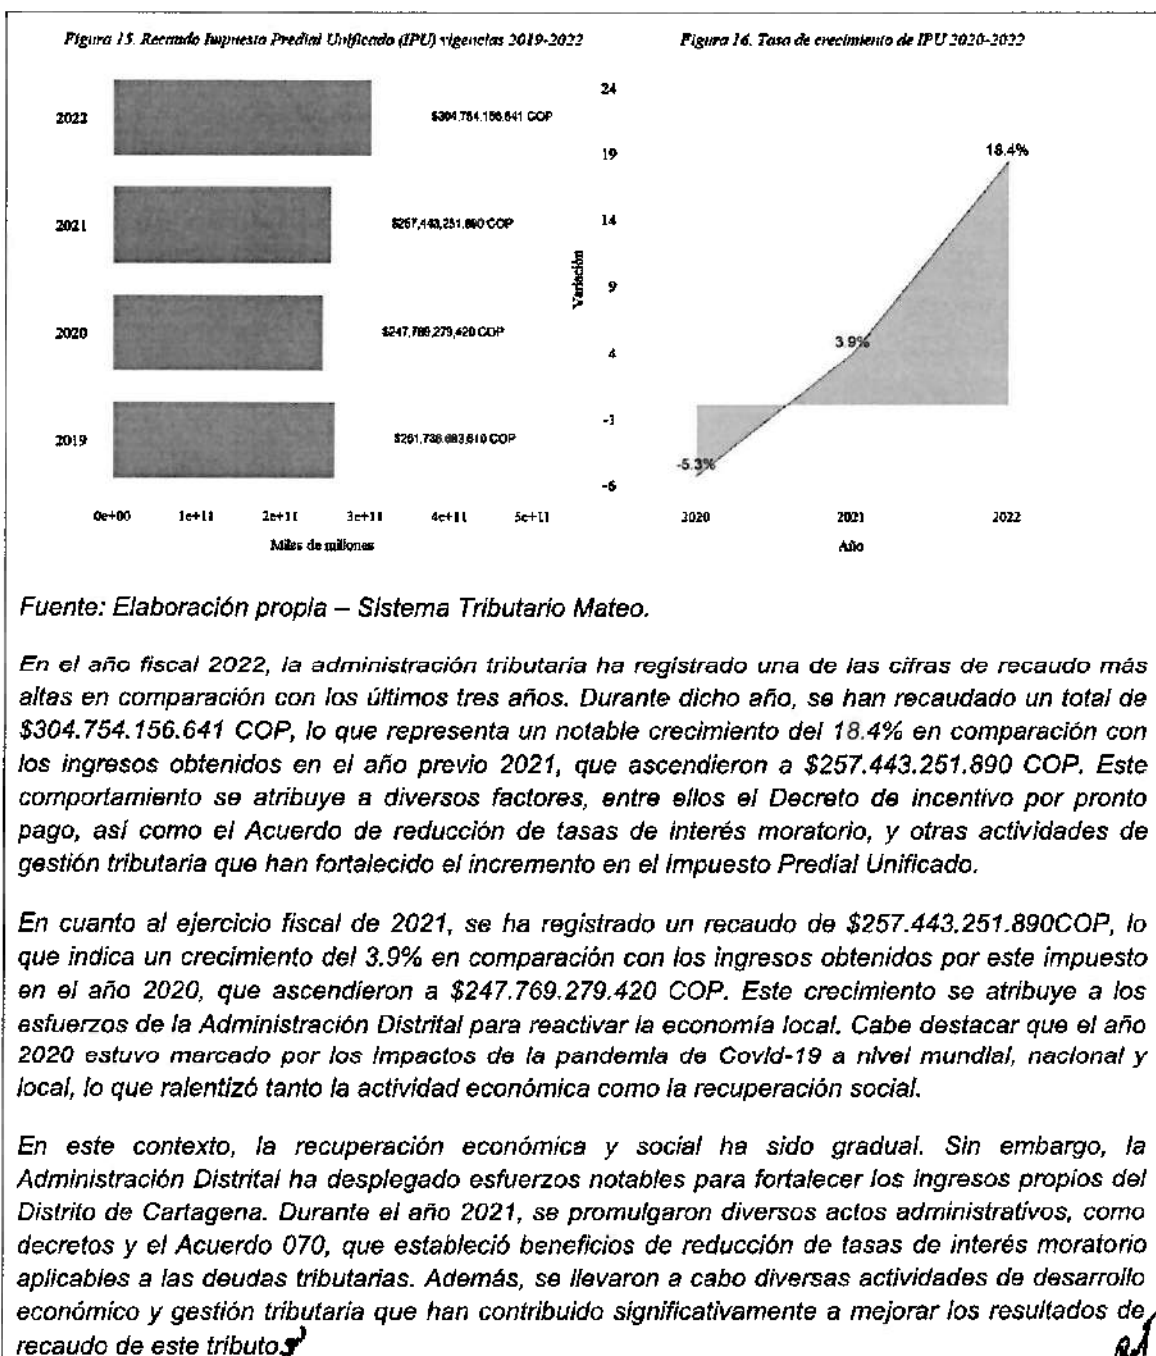 Figura 15. Recaudo Impuesto Predial Unificado (IPU) vigencias 2019-2022
2022
$304.754.156.641 COP
2021
$257,443,251,890 COP
2020
$247,769,279,420 COP
2019
$261,736,683,610 COP
0e+00 1e+11 2e+11 3e+11 4e+11 5e+11
Miles de millones
Figura 16. Tasa de crecimiento de IPU 2020-2022
24
19
14
9
4
-1
-6
Variación
18.4%
3.9%
-5.3%
2020 2021 2022
Año
Fuente: Elaboración propia – Sistema Tributario Mateo.
En el año fiscal 2022, la administración tributaria ha registrado una de las cifras de recaudo más
altas en comparación con los últimos tres años. Durante dicho año, se han recaudado un total de
$304.754.156.641 COP, lo que representa un notable crecimiento del 18.4% en comparación con
los ingresos obtenidos en el año previo 2021, que ascendieron a $257.443.251.890 COP. Este
comportamiento se atribuye a diversos factores, entre ellos el Decreto de incentivo por pronto
pago, así como el Acuerdo de reducción de tasas de interés moratorio, y otras actividades de
gestión tributaria que han fortalecido el incremento en el Impuesto Predial Unificado.
En cuanto al ejercicio fiscal de 2021, se ha registrado un recaudo de $257.443.251.890COP, lo
que indica un crecimiento del 3.9% en comparación con los ingresos obtenidos por este impuesto
en el año 2020, que ascendieron a $247.769.279.420 COP. Este crecimiento se atribuye a los
esfuerzos de la Administración Distrital para reactivar la economía local. Cabe destacar que el año
2020 estuvo marcado por los impactos de la pandemia de Covid-19 a nivel mundial, nacional y
local, lo que ralentizó tanto la actividad económica como la recuperación social.
En este contexto, la recuperación económica y social ha sido gradual. Sin embargo, la
Administración Distrital ha desplegado esfuerzos notables para fortalecer los ingresos propios del
Distrito de Cartagena. Durante el año 2021, se promulgaron diversos actos administrativos, como
decretos y el Acuerdo 070, que estableció beneficios de reducción de tasas de interés moratorio
aplicables a las deudas tributarias. Además, se llevaron a cabo diversas actividades de desarrollo
económico y gestión tributaria que han contribuido significativamente a mejorar los resultados de
recaudo de este tributo.